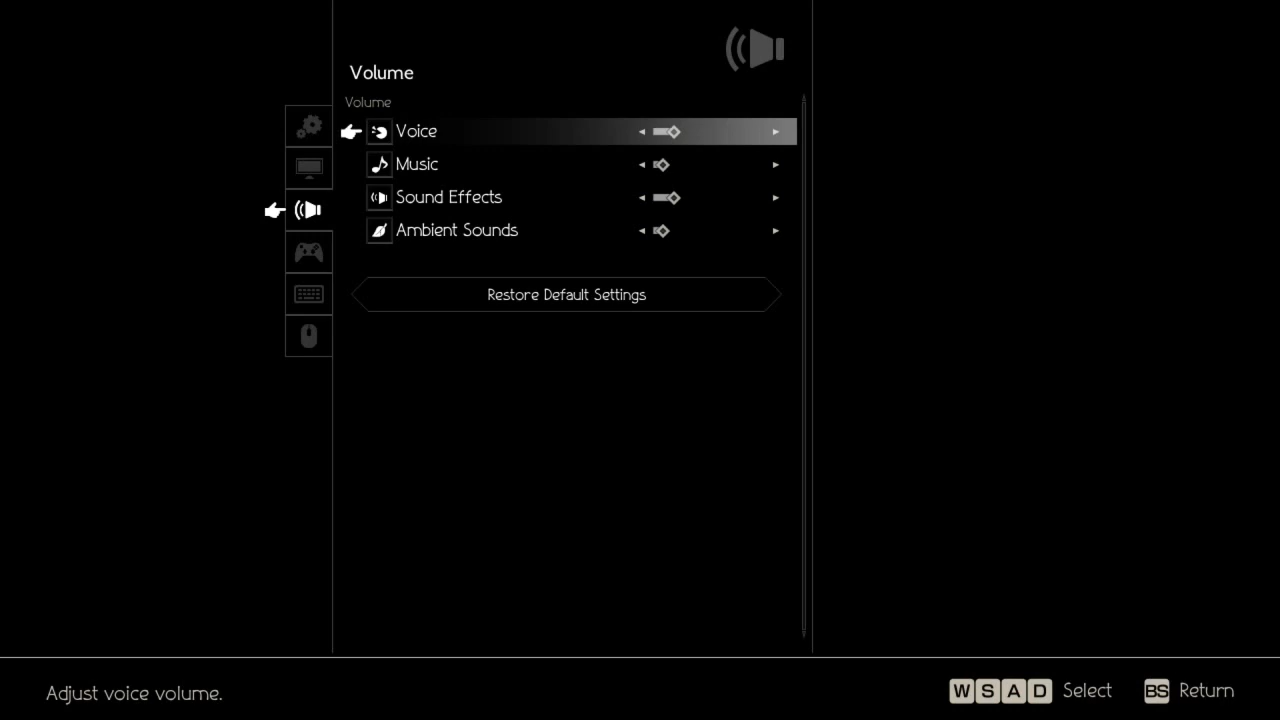 Volume
Volume
Voice
Music
Sound Effects
Ambient Sounds
Restore Default Settings
Adjust voice volume.
W S A D Select BS Return